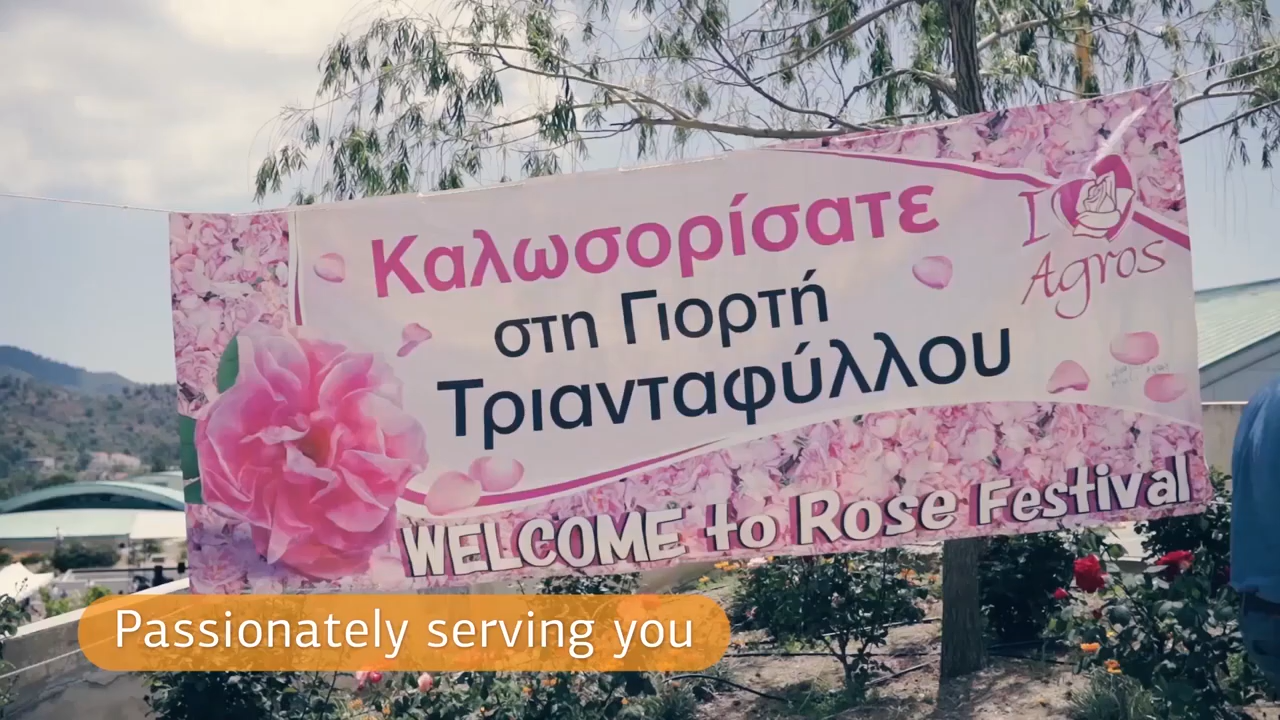 Καλωσορίσατε
στη Γιορτή
Τριανταφύλλου
I
Agros
WELCOME to Rose Festival
Passionately serving you